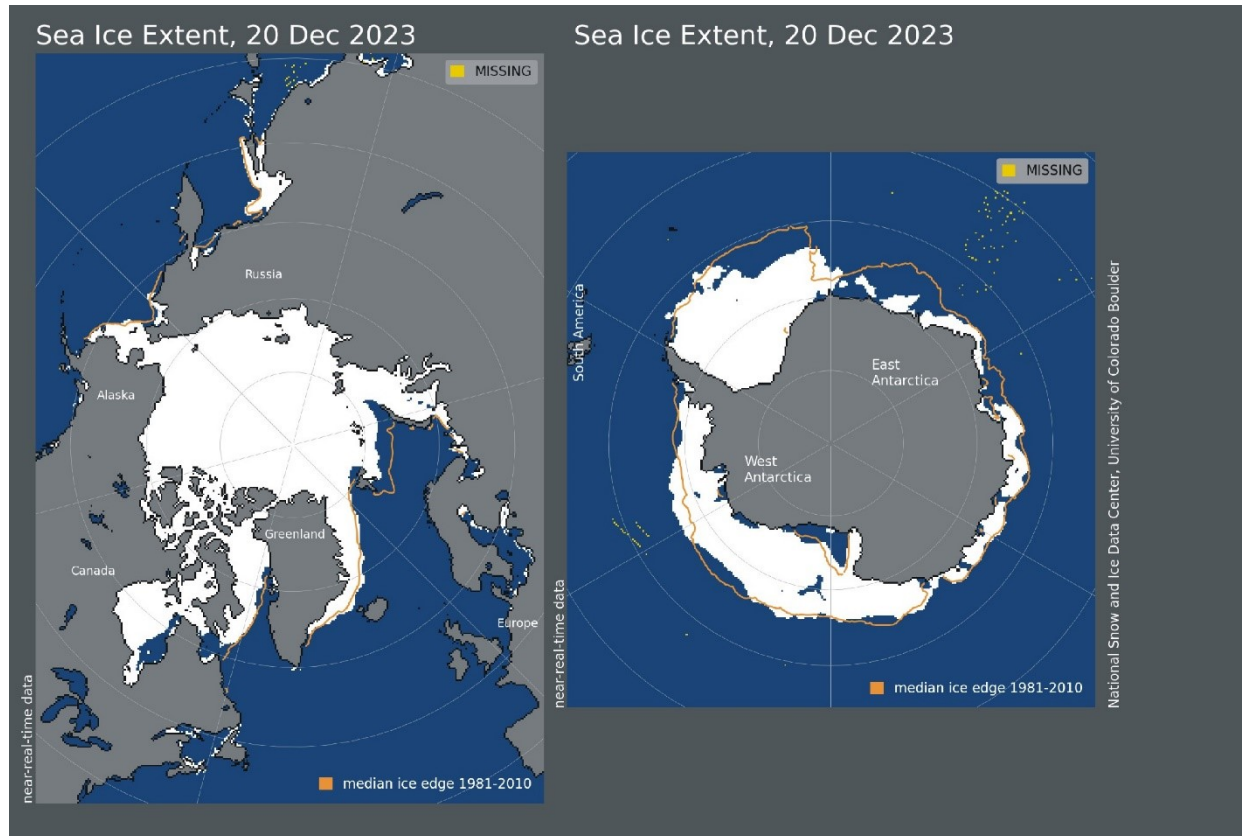 Sea Ice Extent, 20 Dec 2023
MISSING
Russia
Alaska
Greenland
Canada
Europe
near-real-time data
median ice edge 1981-2010
Sea Ice Extent, 20 Dec 2023
MISSING
South America
East
Antarctica
West
Antarctica
near-real-time data
median ice edge 1981-2010
National Snow and Ice Data Center, University of Colorado Boulder